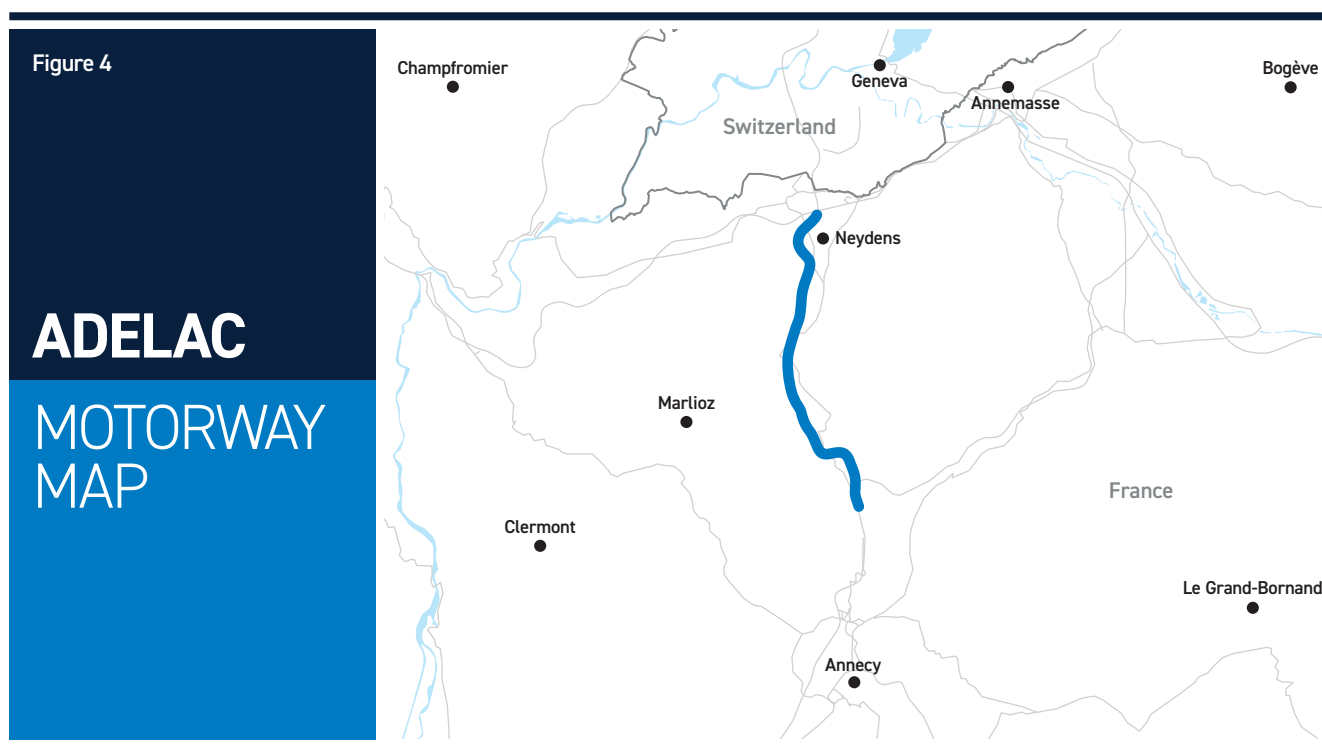 Figure 4
ADELAC
MOTORWAY
MAP
Champfromier
Geneva
Annemasse
Bogève
Switzerland
Neydens
Marlioz
France
Clermont
Le Grand-Bornand
Annecy